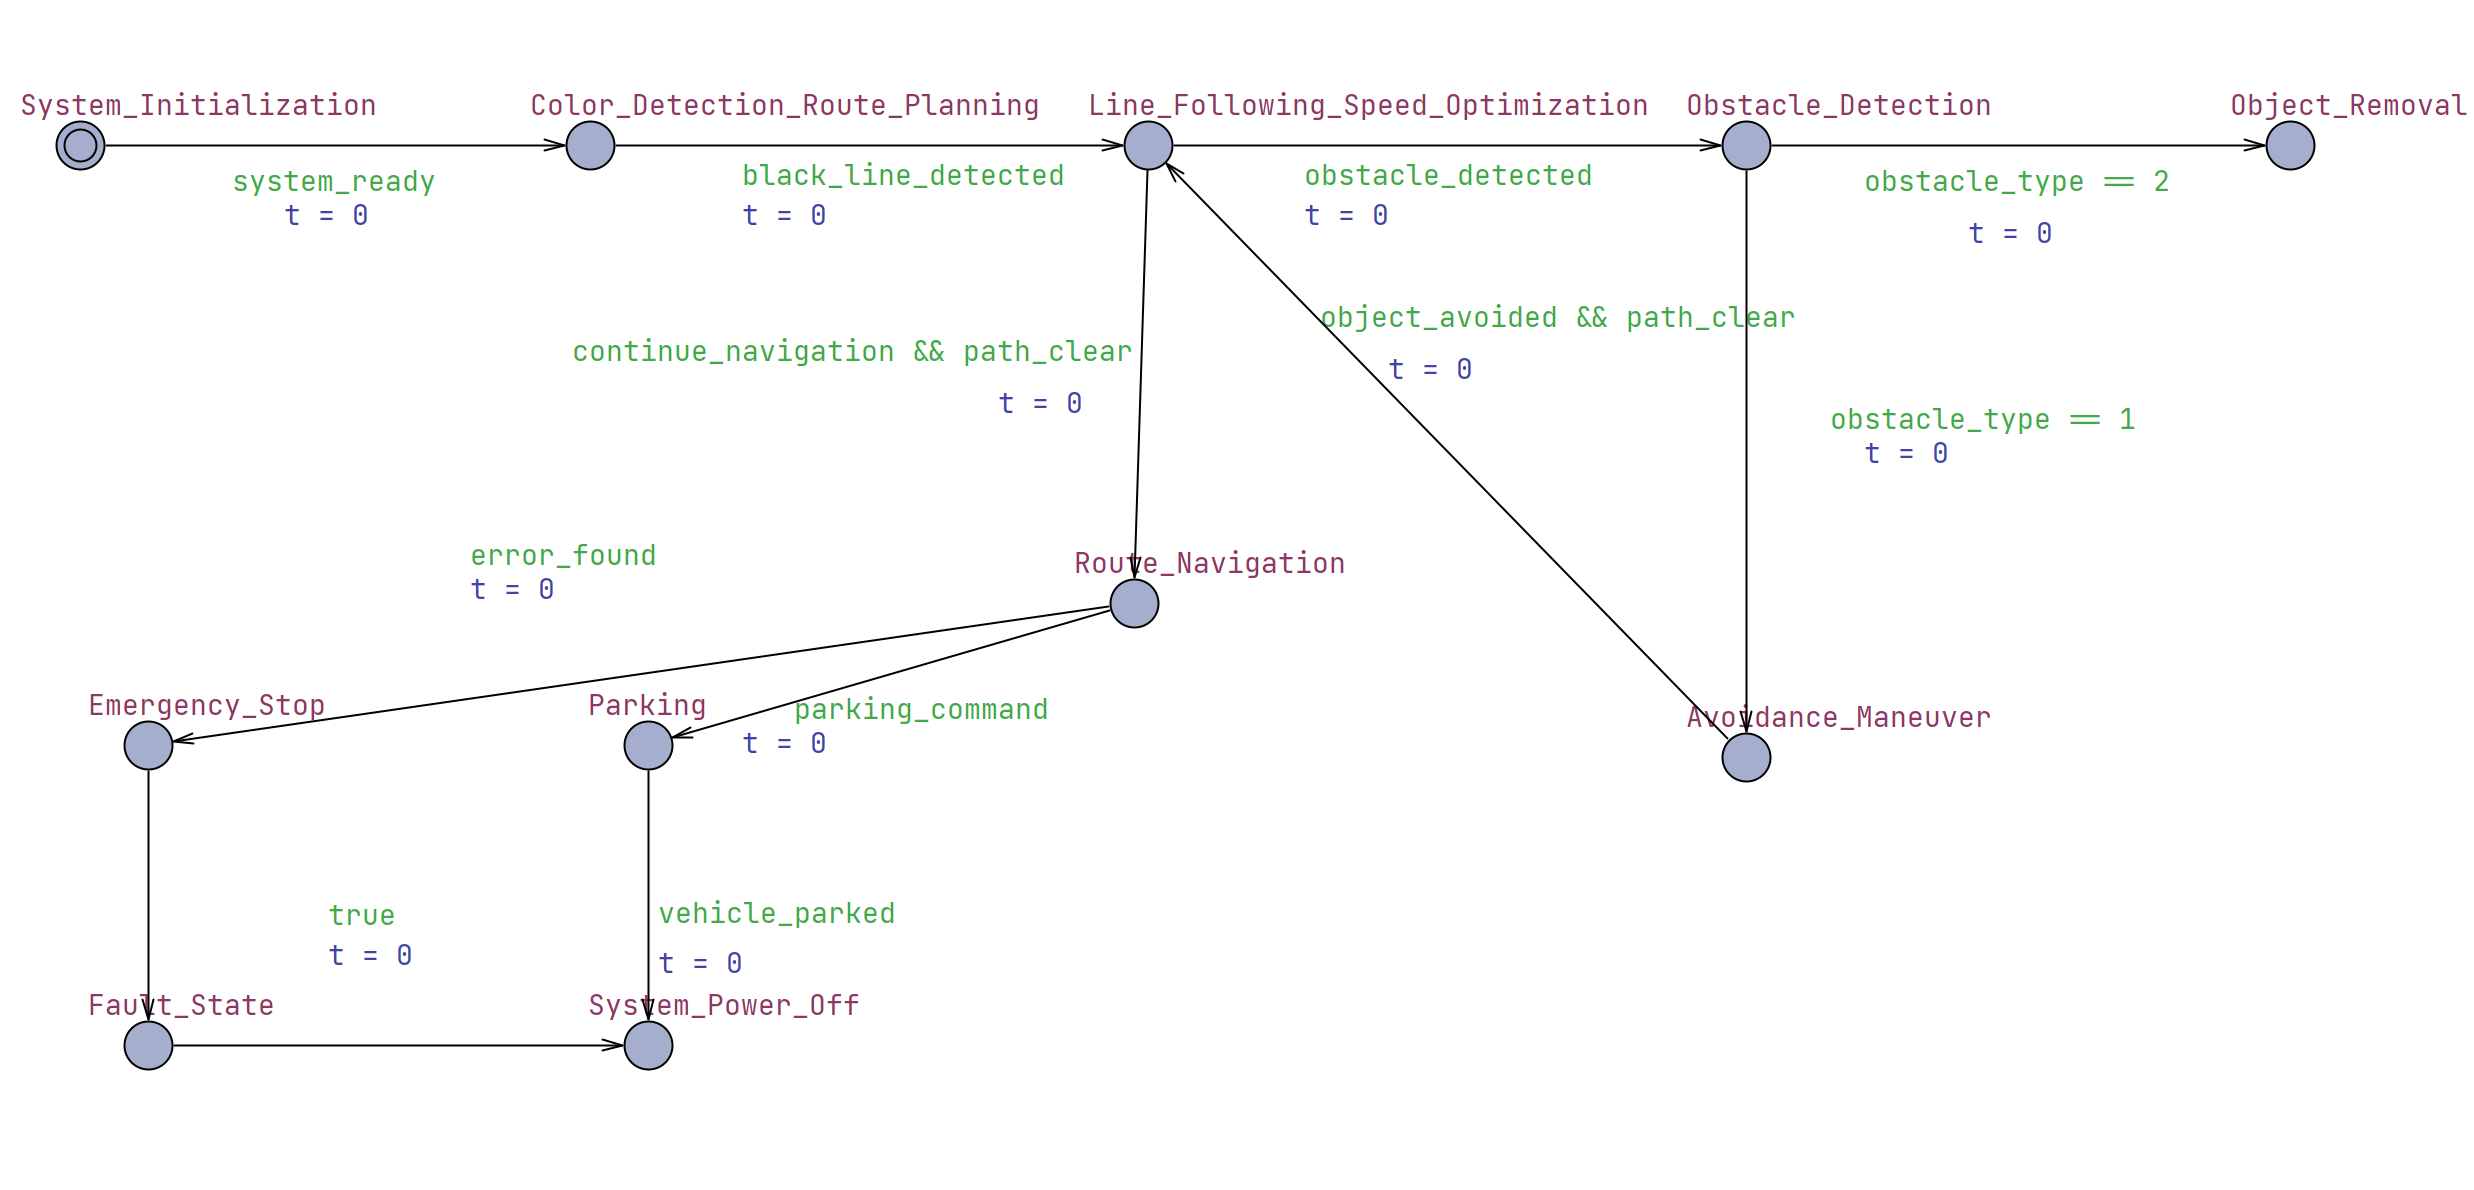 System_Initialization
Color_Detection_Route_Planning
Line_Following_Speed_Optimization
Obstacle_Detection
Object_Removal
system_ready
t = 0
black_line_detected
t = 0
obstacle_detected
t = 0
obstacle_type == 2
t = 0
object_avoided && path_clear
t = 0
continue_navigation && path_clear
t = 0
obstacle_type == 1
t = 0
error_found
t = 0
Route_Navigation
Emergency_Stop
Parking
parking_command
t = 0
Avoidance_Maneuver
true
t = 0
vehicle_parked
t = 0
Fault_State
System_Power_Off